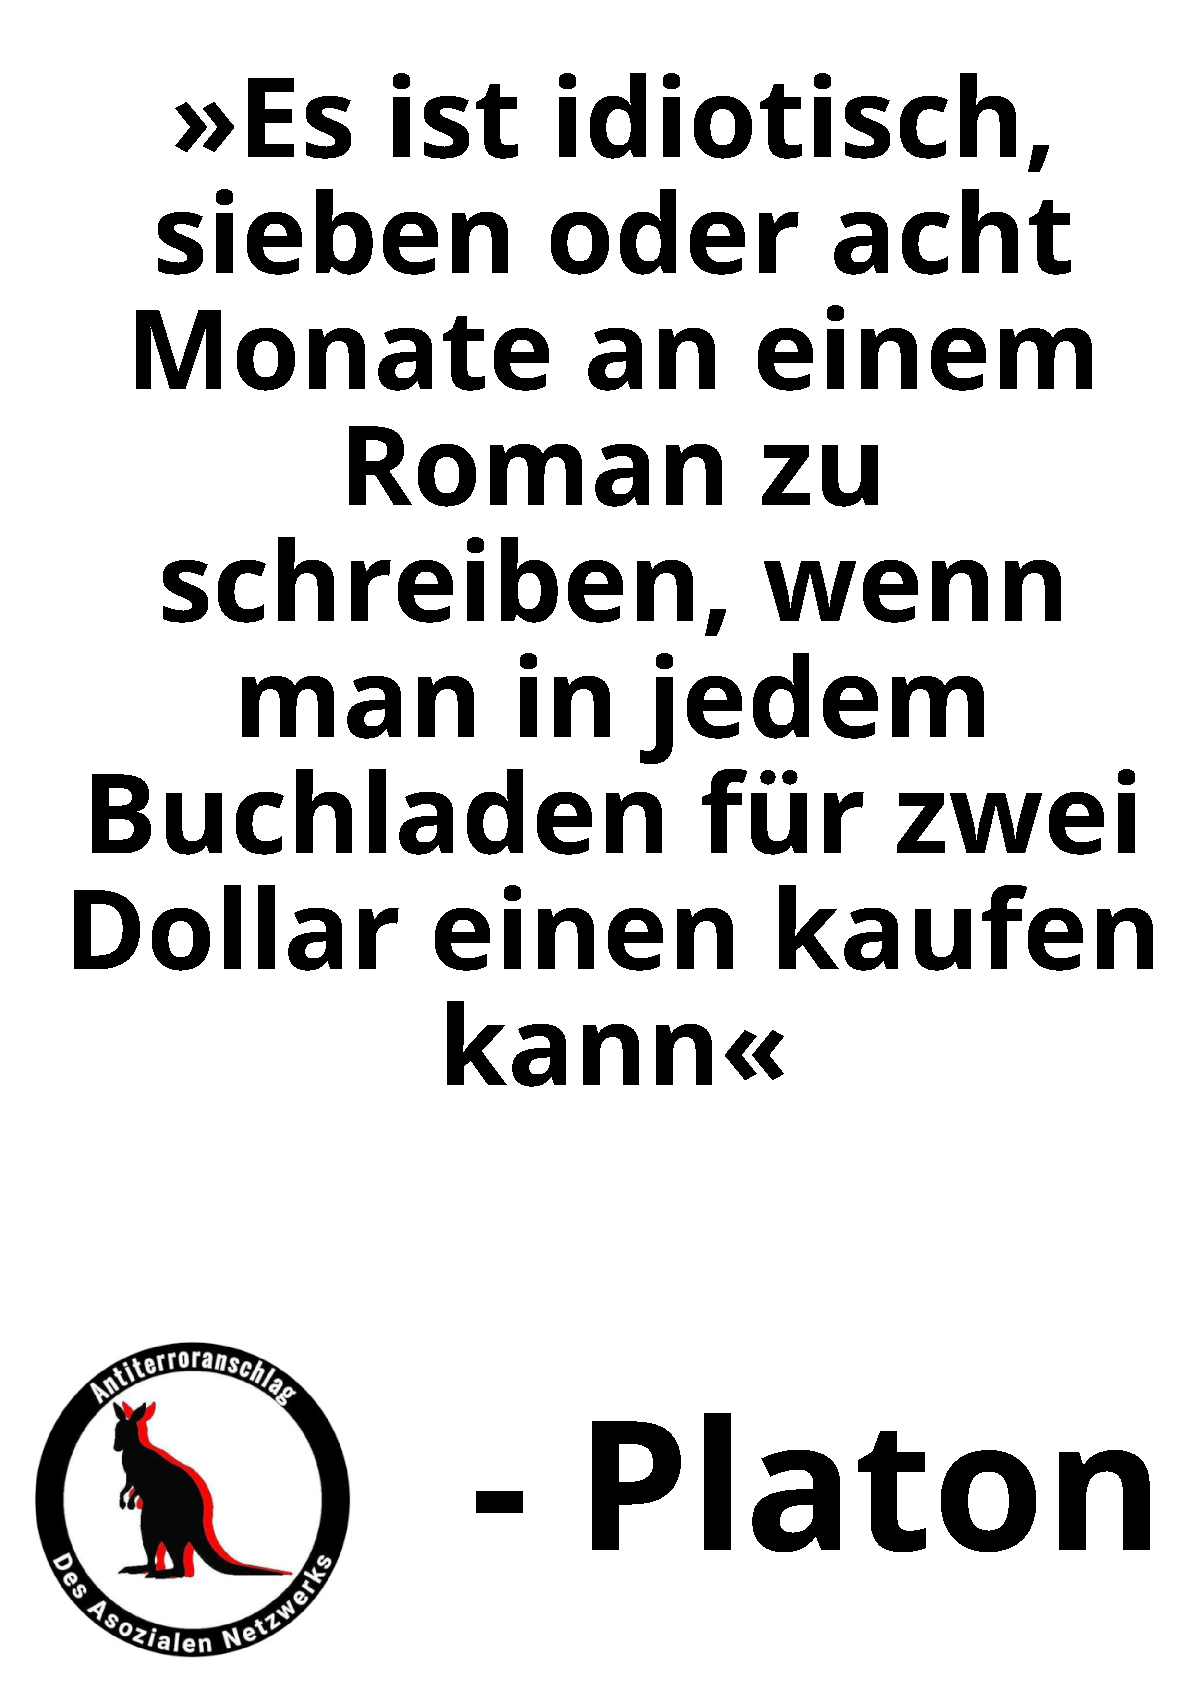 »Es ist idiotisch,
sieben oder acht
Monate an einem
Roman zu
schreiben, wenn
man in jedem
Buchladen für zwei
Dollar einen kaufen
kann«
Antiterroranschlag
Des Asozialen Netzwerks
- Platon